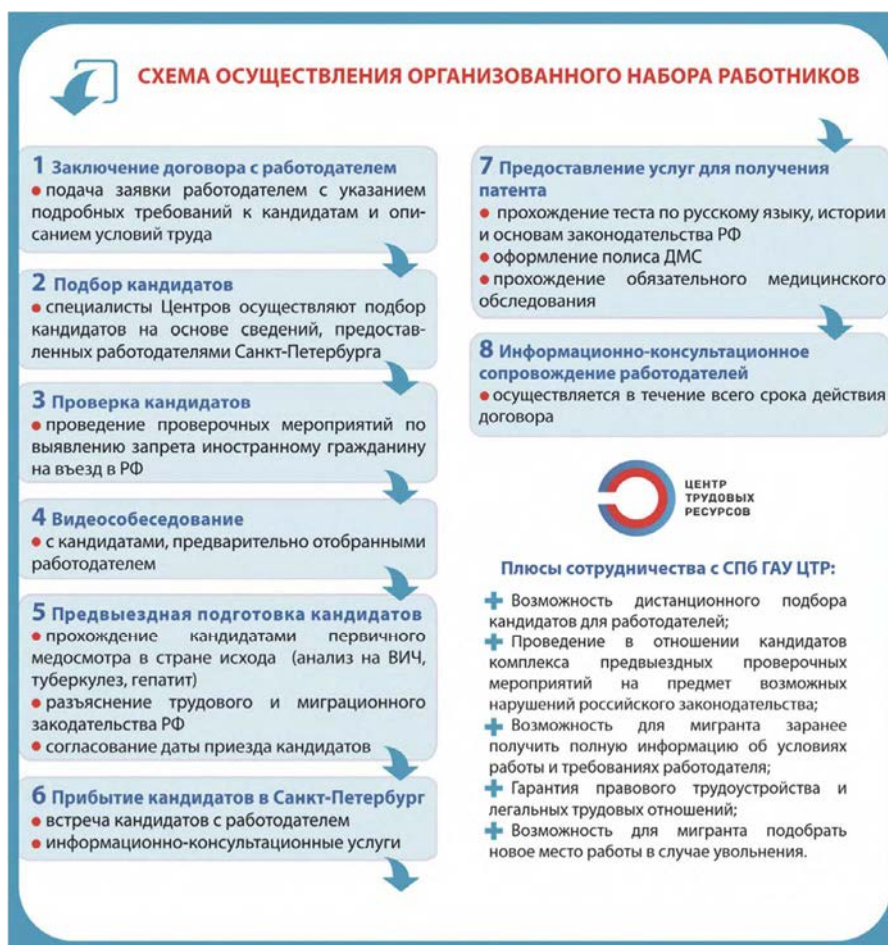 СХЕМА ОСУЩЕСТВЛЕНИЯ ОРГАНИЗОВАННОГО НАБОРА РАБОТНИКОВ
1 Заключение договора с работодателем
• подача заявки работодателем с указанием
подробных требований к кандидатам и опи-
санием условий труда
2 Подбор кандидатов
• специалисты Центров осуществляют подбор
кандидатов на основе сведений, предостав-
ленных работодателями Санкт-Петербурга
3 Проверка кандидатов
• проведение проверочных мероприятий по
выявлению запрета иностранному гражданину
на въезд в РФ
4 Видеособеседование
• с кандидатами, предварительно отобранными
работодателем
5 Предвыездная подготовка кандидатов
• прохождение кандидатами первичного
медосмотра в стране исхода (анализ на ВИЧ,
туберкулез, гепатит)
• разъяснение трудового и миграционного
закодательства РФ
• согласование даты приезда кандидатов
6 Прибытие кандидатов в Санкт-Петербург
• встреча кандидатов с работодателем
• информационно-консультационные услуги
7 Предоставление услуг для получения
патента
• прохождение теста по русскому языку, истории
и основам законодательства РФ
• оформление полиса ДМС
• прохождение обязательного медицинского
обследования
8 Информационно-консультационное
сопровождение работодателей
• осуществляется в течение всего срока действия
договора
ЦЕНТР
ТРУДОВЫХ
РЕСУРСОВ
Плюсы сотрудничества с СПб ГАУ ЦТР:
+ Возможность дистанционного подбора
кандидатов для работодателей;
+ Проведение в отношении кандидатов
комплекса предвыездных проверочных
мероприятий на предмет возможных
нарушений российского законодательства;
+ Возможность для мигранта заранее
получить полную информацию об условиях
работы и требованиях работодателя;
+ Гарантия правового трудоустройства и
легальных трудовых отношений;
+ Возможность для мигранта подобрать
новое место работы в случае увольнения.